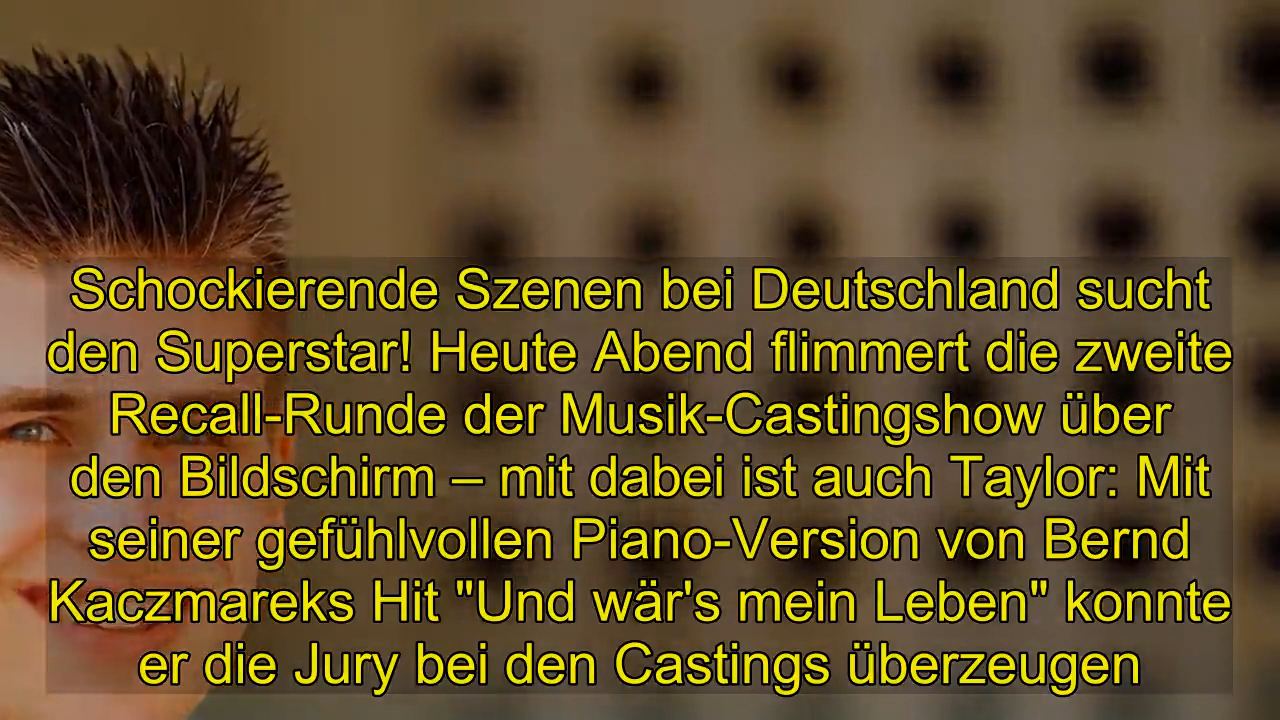 Schockierende Szenen bei Deutschland sucht
den Superstar! Heute Abend flimmert die zweite
Recall-Runde der Musik-Castingshow über
den Bildschirm – mit dabei ist auch Taylor: Mit
seiner gefühlvollen Piano-Version von Bernd
Kaczmareks Hit "Und wär's mein Leben" konnte
er die Jury bei den Castings überzeugen